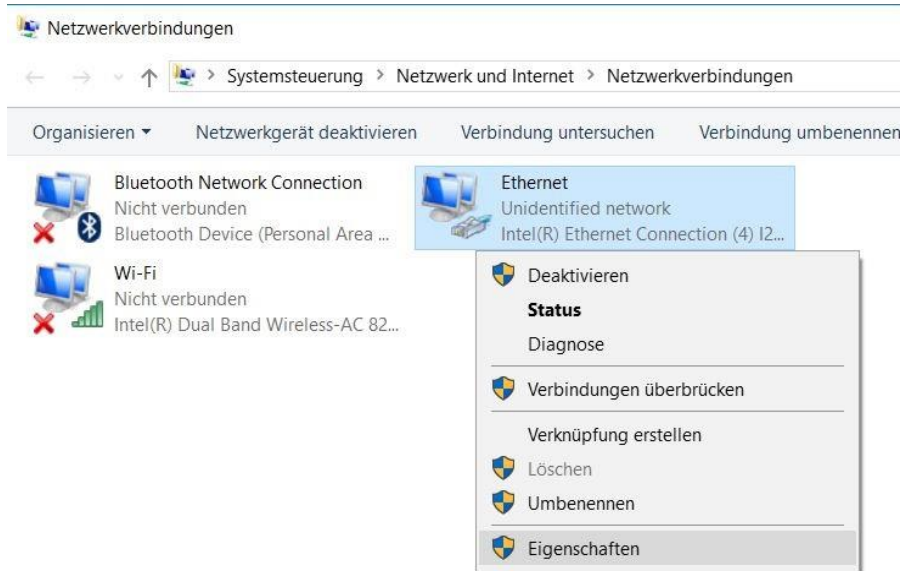 Netzwerkverbindungen
Systemsteuerung > Netzwerk und Internet > Netzwerkverbindungen
Organisieren Netzwerkgerät deaktivieren Verbindung untersuchen Verbindung umbenennen
Bluetooth Network Connection
Nicht verbunden
Bluetooth Device (Personal Area ...
Ethernet
Unidentified network
Intel(R) Ethernet Connection (4) I2...
Wi-Fi
Nicht verbunden
Intel(R) Dual Band Wireless-AC 82...
Deaktivieren
Status
Diagnose
Verbindungen überbrücken
Verknüpfung erstellen
Löschen
Umbenennen
Eigenschaften